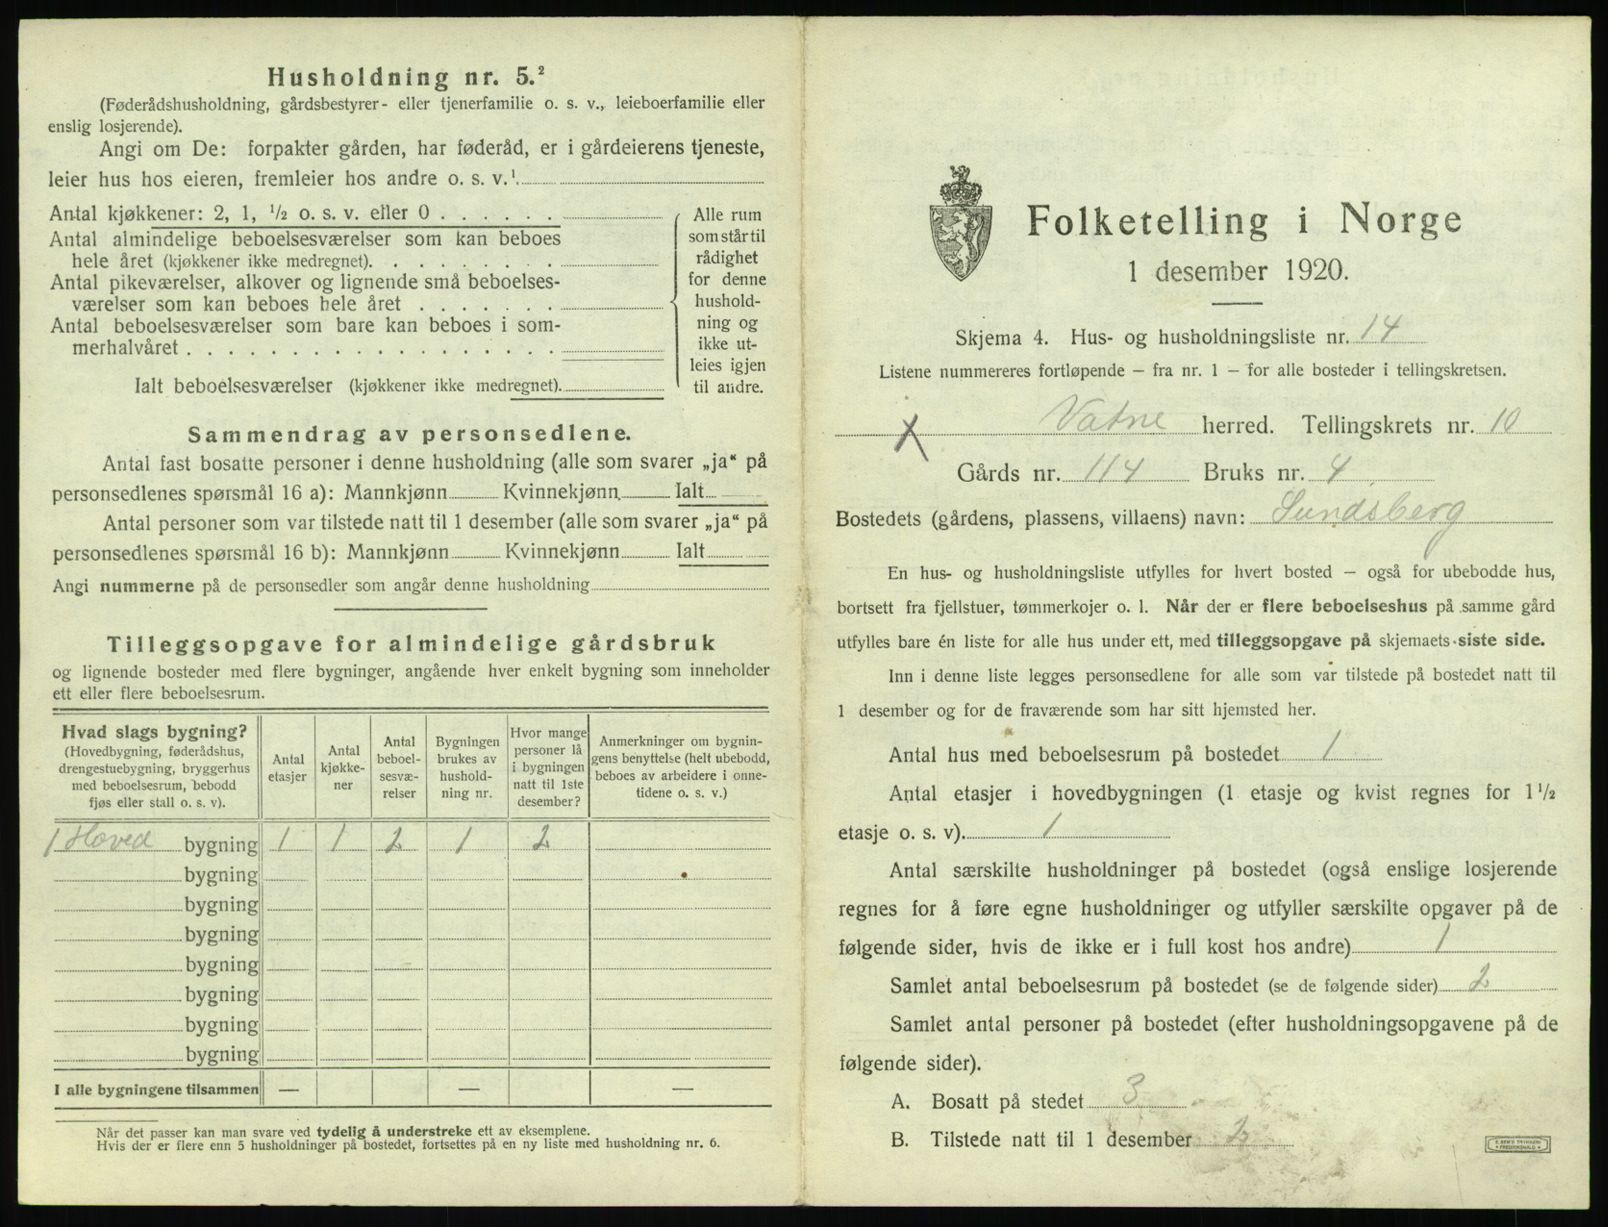 Husholdning nr. 5.²
(Føderådshusholdning, gårdsbestyrer- eller tjenerfamilie o. s. v., leieboerfamilie eller
enslig losjerende).
Angi om De: forpakter gården, har føderåd, er i gårdeierens tjeneste,
leier hus hos eieren, fremleier hos andre o. s. v.¹
Antal kjøkkener: 2, 1, ½ o. s. v. eller 0 . . . . . .
Antal almindelige beboelsesværelser som kan beboes
hele året (kjøkkener ikke medregnet). . . . . . . . .
Antal pikeværelser, alkover og lignende små beboelses-
værelser som kan beboes hele året . . . . . . .
Antal beboelsesværelser som bare kan beboes i som-
merhalvåret . . . . . . . . . . . . . . . . . .
Ialt beboelsesværelser (kjøkkener ikke medregnet).
Alle rum
som står til
rådighet
for denne
hushold-
ning og
ikke ut-
leies igjen
til andre.
Sammendrag av personsedlene.
Antal fast bosatte personer i denne husholdning (alle som svarer „ja“ på
personsedlenes spørsmål 16 a): Mannkjønn Kvinnekjønn Ialt
Antal personer som var tilstede natt til 1 desember (alle som svarer „ja“ på
personsedlenes spørsmål 16 b): Mannkjønn Kvinnekjønn Ialt
Angi nummerne på de personsedler som angår denne husholdning
Tilleggsopgave for almindelige gårdsbruk
og lignende bosteder med flere bygninger, angående hver enkelt bygning som inneholder
ett eller flere beboelsesrum.
Hvad slags bygning?
(Hovedbygning, føderådshus,
drengestuebygning, bryggerhus
med beboelsesrum, bebodd
fjøs eller stall o. s. v).
Antal
etasjer
Antal
kjøkke-
ner
Antal
beboel-
sesvæ-
relser
Bygningen
brukes av
hushold-
ning nr.
Hvor mange
personer lå
i bygningen
natt til 1ste
desember?
Anmerkninger om bygnin-
gens benyttelse (helt ubebodd,
beboes av arbeidere i onne-
tidene o. s. v.)
1 Hoved bygning 1 1 2 1 2
bygning
bygning
bygning
bygning
bygning
bygning
bygning
I alle bygningene tilsammen — — —
Når det passer kan man svare ved tydelig å understreke ett av eksemplene.
Hvis der er flere enn 5 husholdninger på bostedet, fortsettes på en ny liste med husholdning nr. 6.
Folketelling i Norge
1 desember 1920.
Skjema 4. Hus- og husholdningsliste nr. 14
Listene nummereres fortløpende — fra nr. 1 — for alle bosteder i tellingskretsen.
X Vatne herred. Tellingskrets nr. 10
Gårds nr. 114 Bruks nr. 4
Bostedets (gårdens, plassens, villaens) navn: Sundsberg
En hus- og husholdningsliste utfylles for hvert bosted — også for ubebodde hus,
bortsett fra fjellstuer, tømmerkojer o. l. Når der er flere beboelseshus på samme gård
utfylles bare én liste for alle hus under ett, med tilleggsopgave på skjemaets siste side.
Inn i denne liste legges personsedlene for alle som var tilstede på bostedet natt til
1 desember og for de fraværende som har sitt hjemsted her.
Antal hus med beboelsesrum på bostedet 1
Antal etasjer i hovedbygningen (1 etasje og kvist regnes for 1½
etasje o. s. v). 1
Antal særskilte husholdninger på bostedet (også enslige losjerende
regnes for å føre egne husholdninger og utfyller særskilte opgaver på de
følgende sider, hvis de ikke er i full kost hos andre) 1
Samlet antal beboelsesrum på bostedet (se de følgende sider) 2
Samlet antal personer på bostedet (efter husholdningsopgavene på de
følgende sider).
A. Bosatt på stedet 3
B. Tilstede natt til 1 desember 2